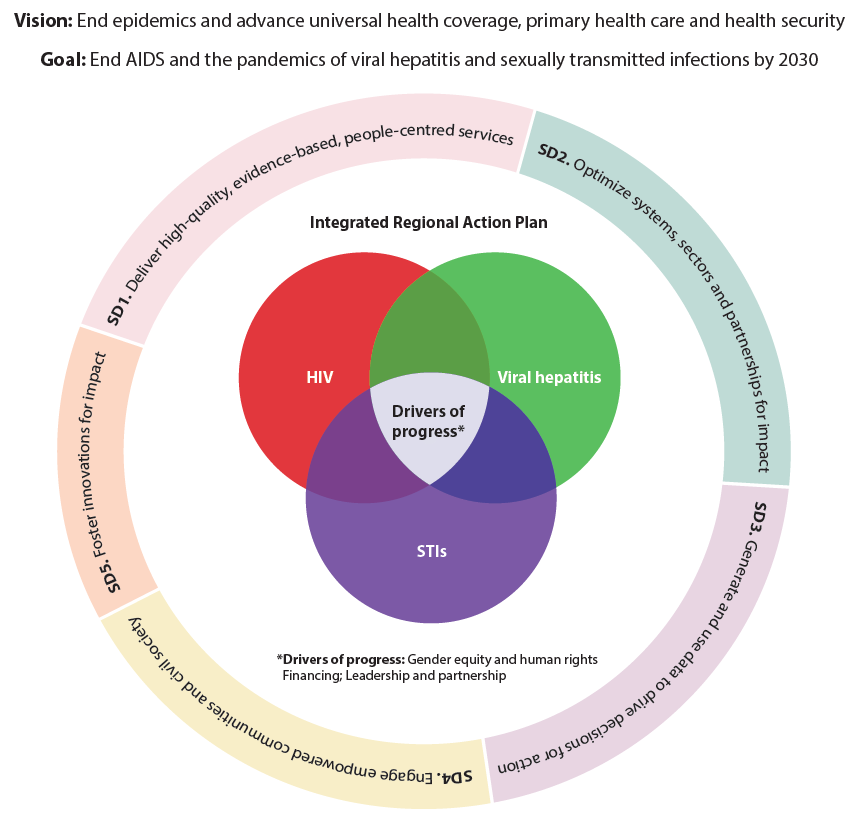 Vision: End epidemics and advance universal health coverage, primary health care and health security
Goal: End AIDS and the pandemics of viral hepatitis and sexually transmitted infections by 2030
SD1. Deliver high-quality, evidence-based, people-centred services
SD2. Optimize systems, sectors and partnerships for impact
SD3. Generate and use data to drive decisions for action
SD4. Engage empowered communities and civil society
SD5. Foster innovations for impact
Integrated Regional Action Plan
HIV
Viral hepatitis
Drivers of
progress*
STIs
*Drivers of progress: Gender equity and human rights
Financing; Leadership and partnership